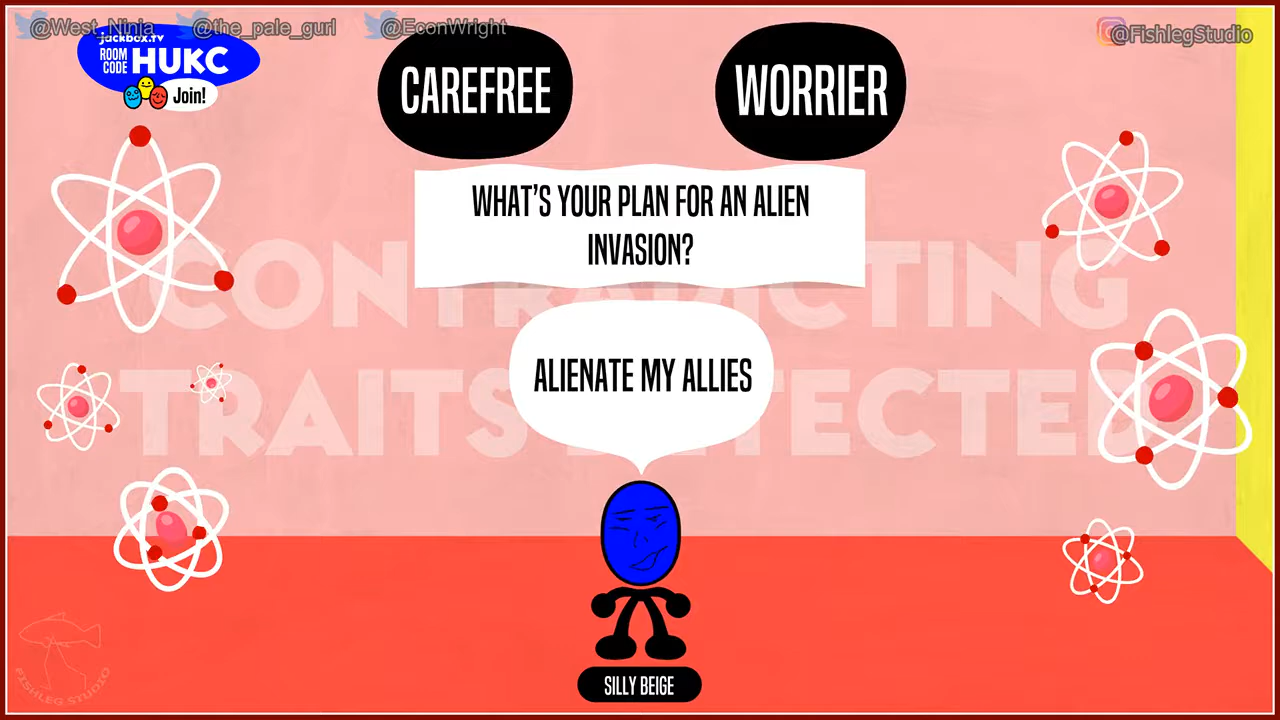 @West_Ninja @the_pale_gurl @EconWright @FishlegStudio
jackbox.tv
ROOM CODE HUKC
Join!
CAREFREE WORRIER
WHAT'S YOUR PLAN FOR AN ALIEN
INVASION?
CONTRADICTING
TRAITS DETECTED
ALIENATE MY ALLIES
SILLY BEIGE
FISHLEG STUDIO